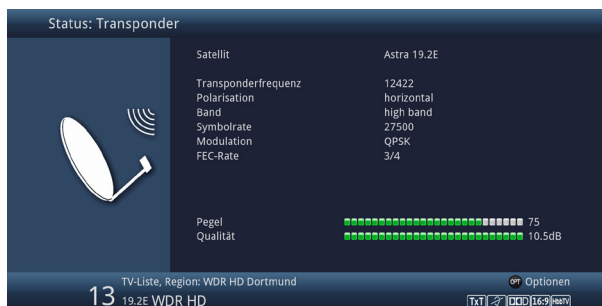 Status: Transponder
Satellit Astra 19.2E
Transponderfrequenz 12422
Polarisation horizontal
Band high band
Symbolrate 27500
Modulation QPSK
FEC-Rate 3/4
Pegel 75
Qualität 10.5dB
TV-Liste, Region: WDR HD Dortmund OPT Optionen
13 19.2E WDR HD TxT D 16:9 HbbTV